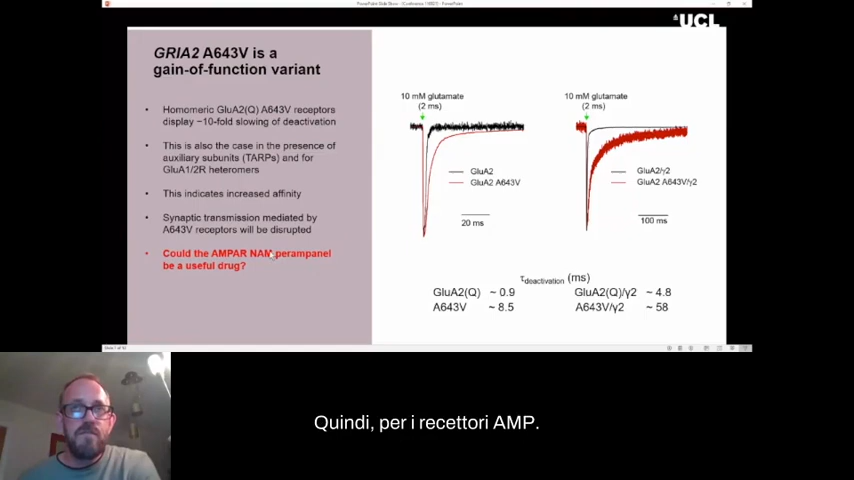 UCL
GRIA2 A643V is a
gain-of-function variant
• Homomeric GluA2(Q) A643V receptors
display ~10-fold slowing of deactivation
• This is also the case in the presence of
auxiliary subunits (TARPs) and for
GluA1/2R heteromers
• This indicates increased affinity
• Synaptic transmission mediated by
A643V receptors will be disrupted
• Could the AMPAR NAM perampanel
be a useful drug?
10 mM glutamate
(2 ms)
GluA2
GluA2 A643V
20 ms
10 mM glutamate
(2 ms)
GluA2/γ2
GluA2 A643V/γ2
100 ms
τdeactivation (ms)
GluA2(Q) ~ 0.9 GluA2(Q)/γ2 ~ 4.8
A643V ~ 8.5 A643V/γ2 ~ 58
Quindi, per i recettori AMP.